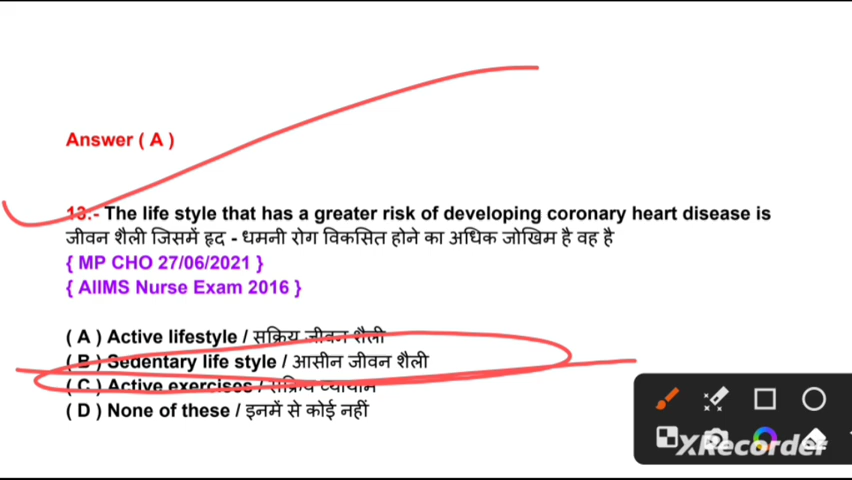 Answer ( A )
13.- The life style that has a greater risk of developing coronary heart disease is
जीवन शैली जिसमें हृद - धमनी रोग विकसित होने का अधिक जोखिम है वह है
{ MP CHO 27/06/2021 }
{ AIIMS Nurse Exam 2016 }
( A ) Active lifestyle / सक्रिय जीवन शैली
( B ) Sedentary life style / आसीन जीवन शैली
( C ) Active exercises / सक्रिय व्यायाम
( D ) None of these / इनमें से कोई नहीं
XRecorder